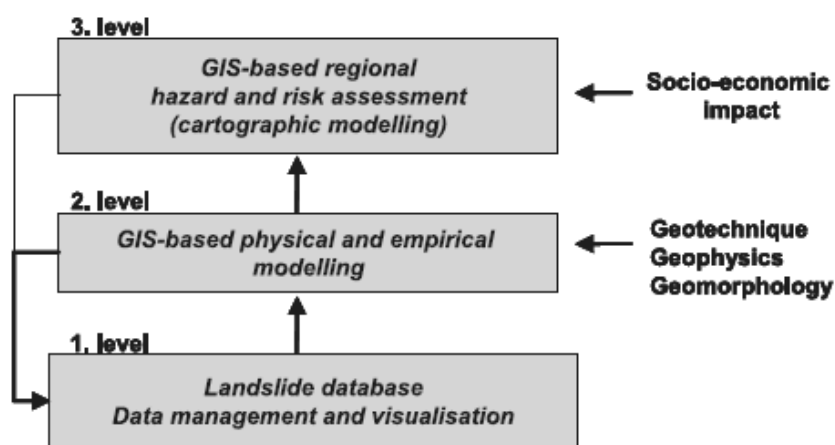 3. level
GIS-based regional
hazard and risk assessment
(cartographic modelling)
Socio-economic
impact
2. level
GIS-based physical and empirical
modelling
Geotechnique
Geophysics
Geomorphology
1. level
Landslide database
Data management and visualisation